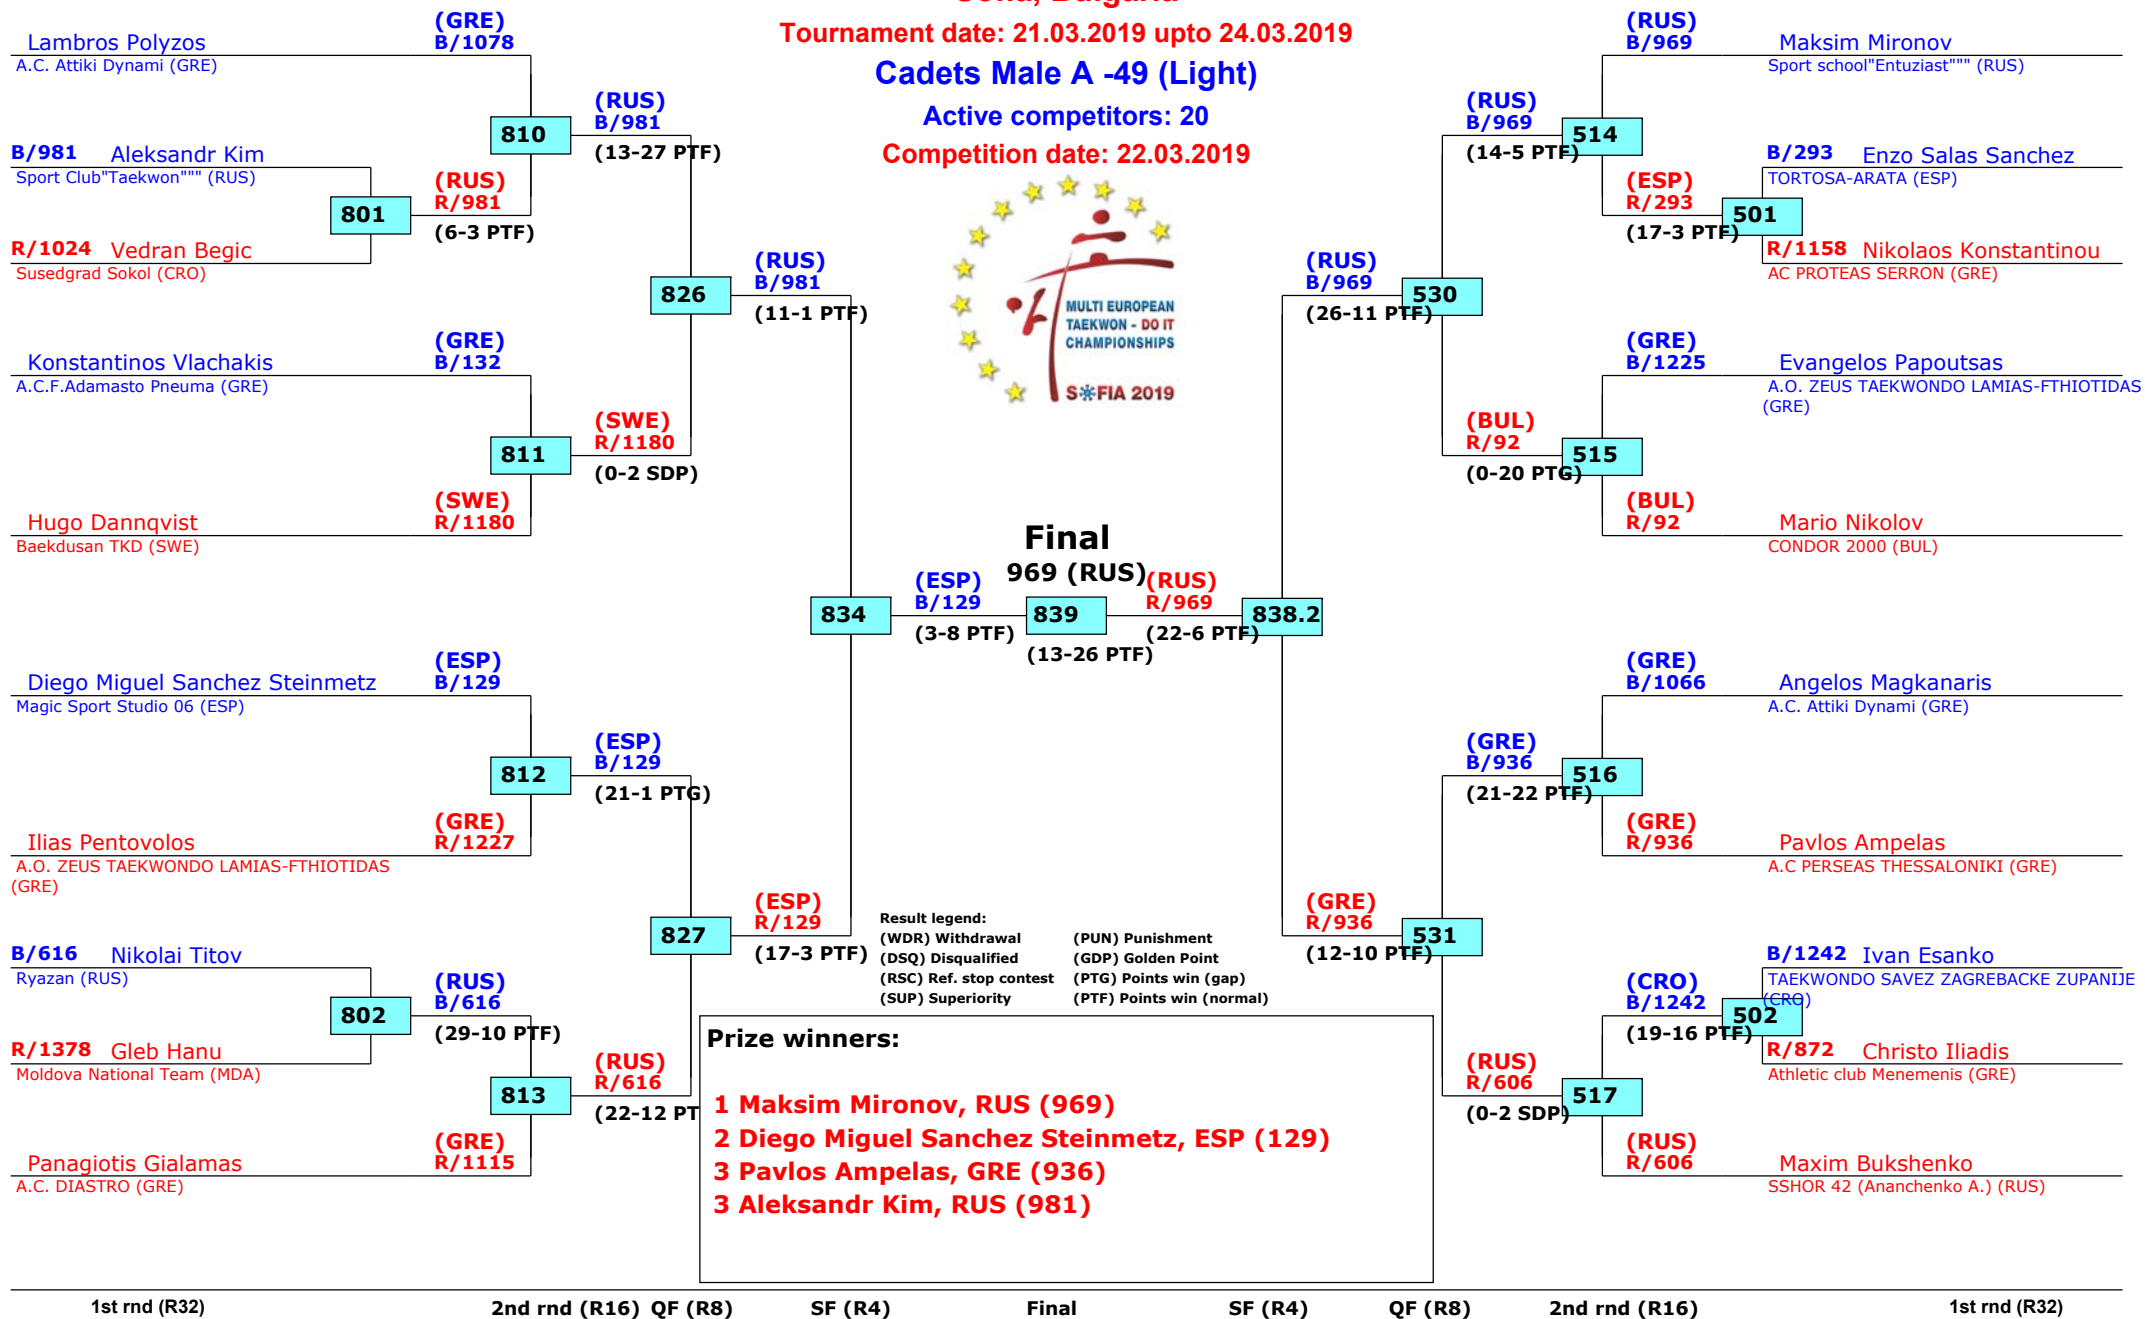 Sofia, Bulgaria
Tournament date: 21.03.2019 upto 24.03.2019
Cadets Male A -49 (Light)
Active competitors: 20
Competition date: 22.03.2019
MULTI EUROPEAN
TAEKWON - DO IT
CHAMPIONSHIPS
SOFIA 2019
(GRE)
Lambros Polyzos B/1078
A.C. Attiki Dynami (GRE)
B/981 Aleksandr Kim
Sport Club"Taekwon""" (RUS)
801
(RUS)
R/981
(6-3 PTF)
R/1024 Vedran Begic
Susedgrad Sokol (CRO)
810
(RUS)
B/981
(13-27 PTF)
(GRE)
Konstantinos Vlachakis B/132
A.C.F.Adamasto Pneuma (GRE)
811
(SWE)
R/1180
(0-2 SDP)
(SWE)
Hugo Dannqvist R/1180
Baekdusan TKD (SWE)
826
(RUS)
B/981
(11-1 PTF)
(ESP)
Diego Miguel Sanchez Steinmetz B/129
Magic Sport Studio 06 (ESP)
812
(ESP)
B/129
(21-1 PTG)
(GRE)
Ilias Pentovolos R/1227
A.O. ZEUS TAEKWONDO LAMIAS-FTHIOTIDAS
(GRE)
827
(ESP)
R/129
(17-3 PTF)
B/616 Nikolai Titov
Ryazan (RUS)
802
(RUS)
B/616
(29-10 PTF)
R/1378 Gleb Hanu
Moldova National Team (MDA)
813
(RUS)
R/616
(22-12 PT
(GRE)
Panagiotis Gialamas R/1115
A.C. DIASTRO (GRE)
834
(ESP)
B/129
(3-8 PTF)
Final
969 (RUS)
839
(13-26 PTF)
(RUS)
R/969
(22-6 PTF)
838.2
(RUS)
B/969 Maksim Mironov
Sport school"Entuziast""" (RUS)
(RUS)
B/969
(14-5 PTF)
514
B/293 Enzo Salas Sanchez
TORTOSA-ARATA (ESP)
(ESP)
R/293
(17-3 PTF)
501
R/1158 Nikolaos Konstantinou
AC PROTEAS SERRON (GRE)
(RUS)
B/969
(26-11 PTF)
530
(GRE)
B/1225 Evangelos Papoutsas
A.O. ZEUS TAEKWONDO LAMIAS-FTHIOTIDAS
(GRE)
(BUL)
R/92
(0-20 PTG)
515
(BUL)
R/92 Mario Nikolov
CONDOR 2000 (BUL)
(GRE)
B/1066 Angelos Magkanaris
A.C. Attiki Dynami (GRE)
(GRE)
B/936
(21-22 PTF)
516
(GRE)
R/936 Pavlos Ampelas
A.C PERSEAS THESSALONIKI (GRE)
(GRE)
R/936
(12-10 PTF)
531
B/1242 Ivan Esanko
TAEKWONDO SAVEZ ZAGREBACKE ZUPANIJE
(CRO)
(CRO)
B/1242
(19-16 PTF)
502
R/872 Christo Iliadis
Athletic club Menemenis (GRE)
(RUS)
R/606
(0-2 SDP)
517
(RUS)
R/606 Maxim Bukshenko
SSHOR 42 (Ananchenko A.) (RUS)
Result legend:
(WDR) Withdrawal (PUN) Punishment
(DSQ) Disqualified (GDP) Golden Point
(RSC) Ref. stop contest (PTG) Points win (gap)
(SUP) Superiority (PTF) Points win (normal)
Prize winners:
1 Maksim Mironov, RUS (969)
2 Diego Miguel Sanchez Steinmetz, ESP (129)
3 Pavlos Ampelas, GRE (936)
3 Aleksandr Kim, RUS (981)
1st rnd (R32) 2nd rnd (R16) QF (R8) SF (R4) Final SF (R4) QF (R8) 2nd rnd (R16) 1st rnd (R32)